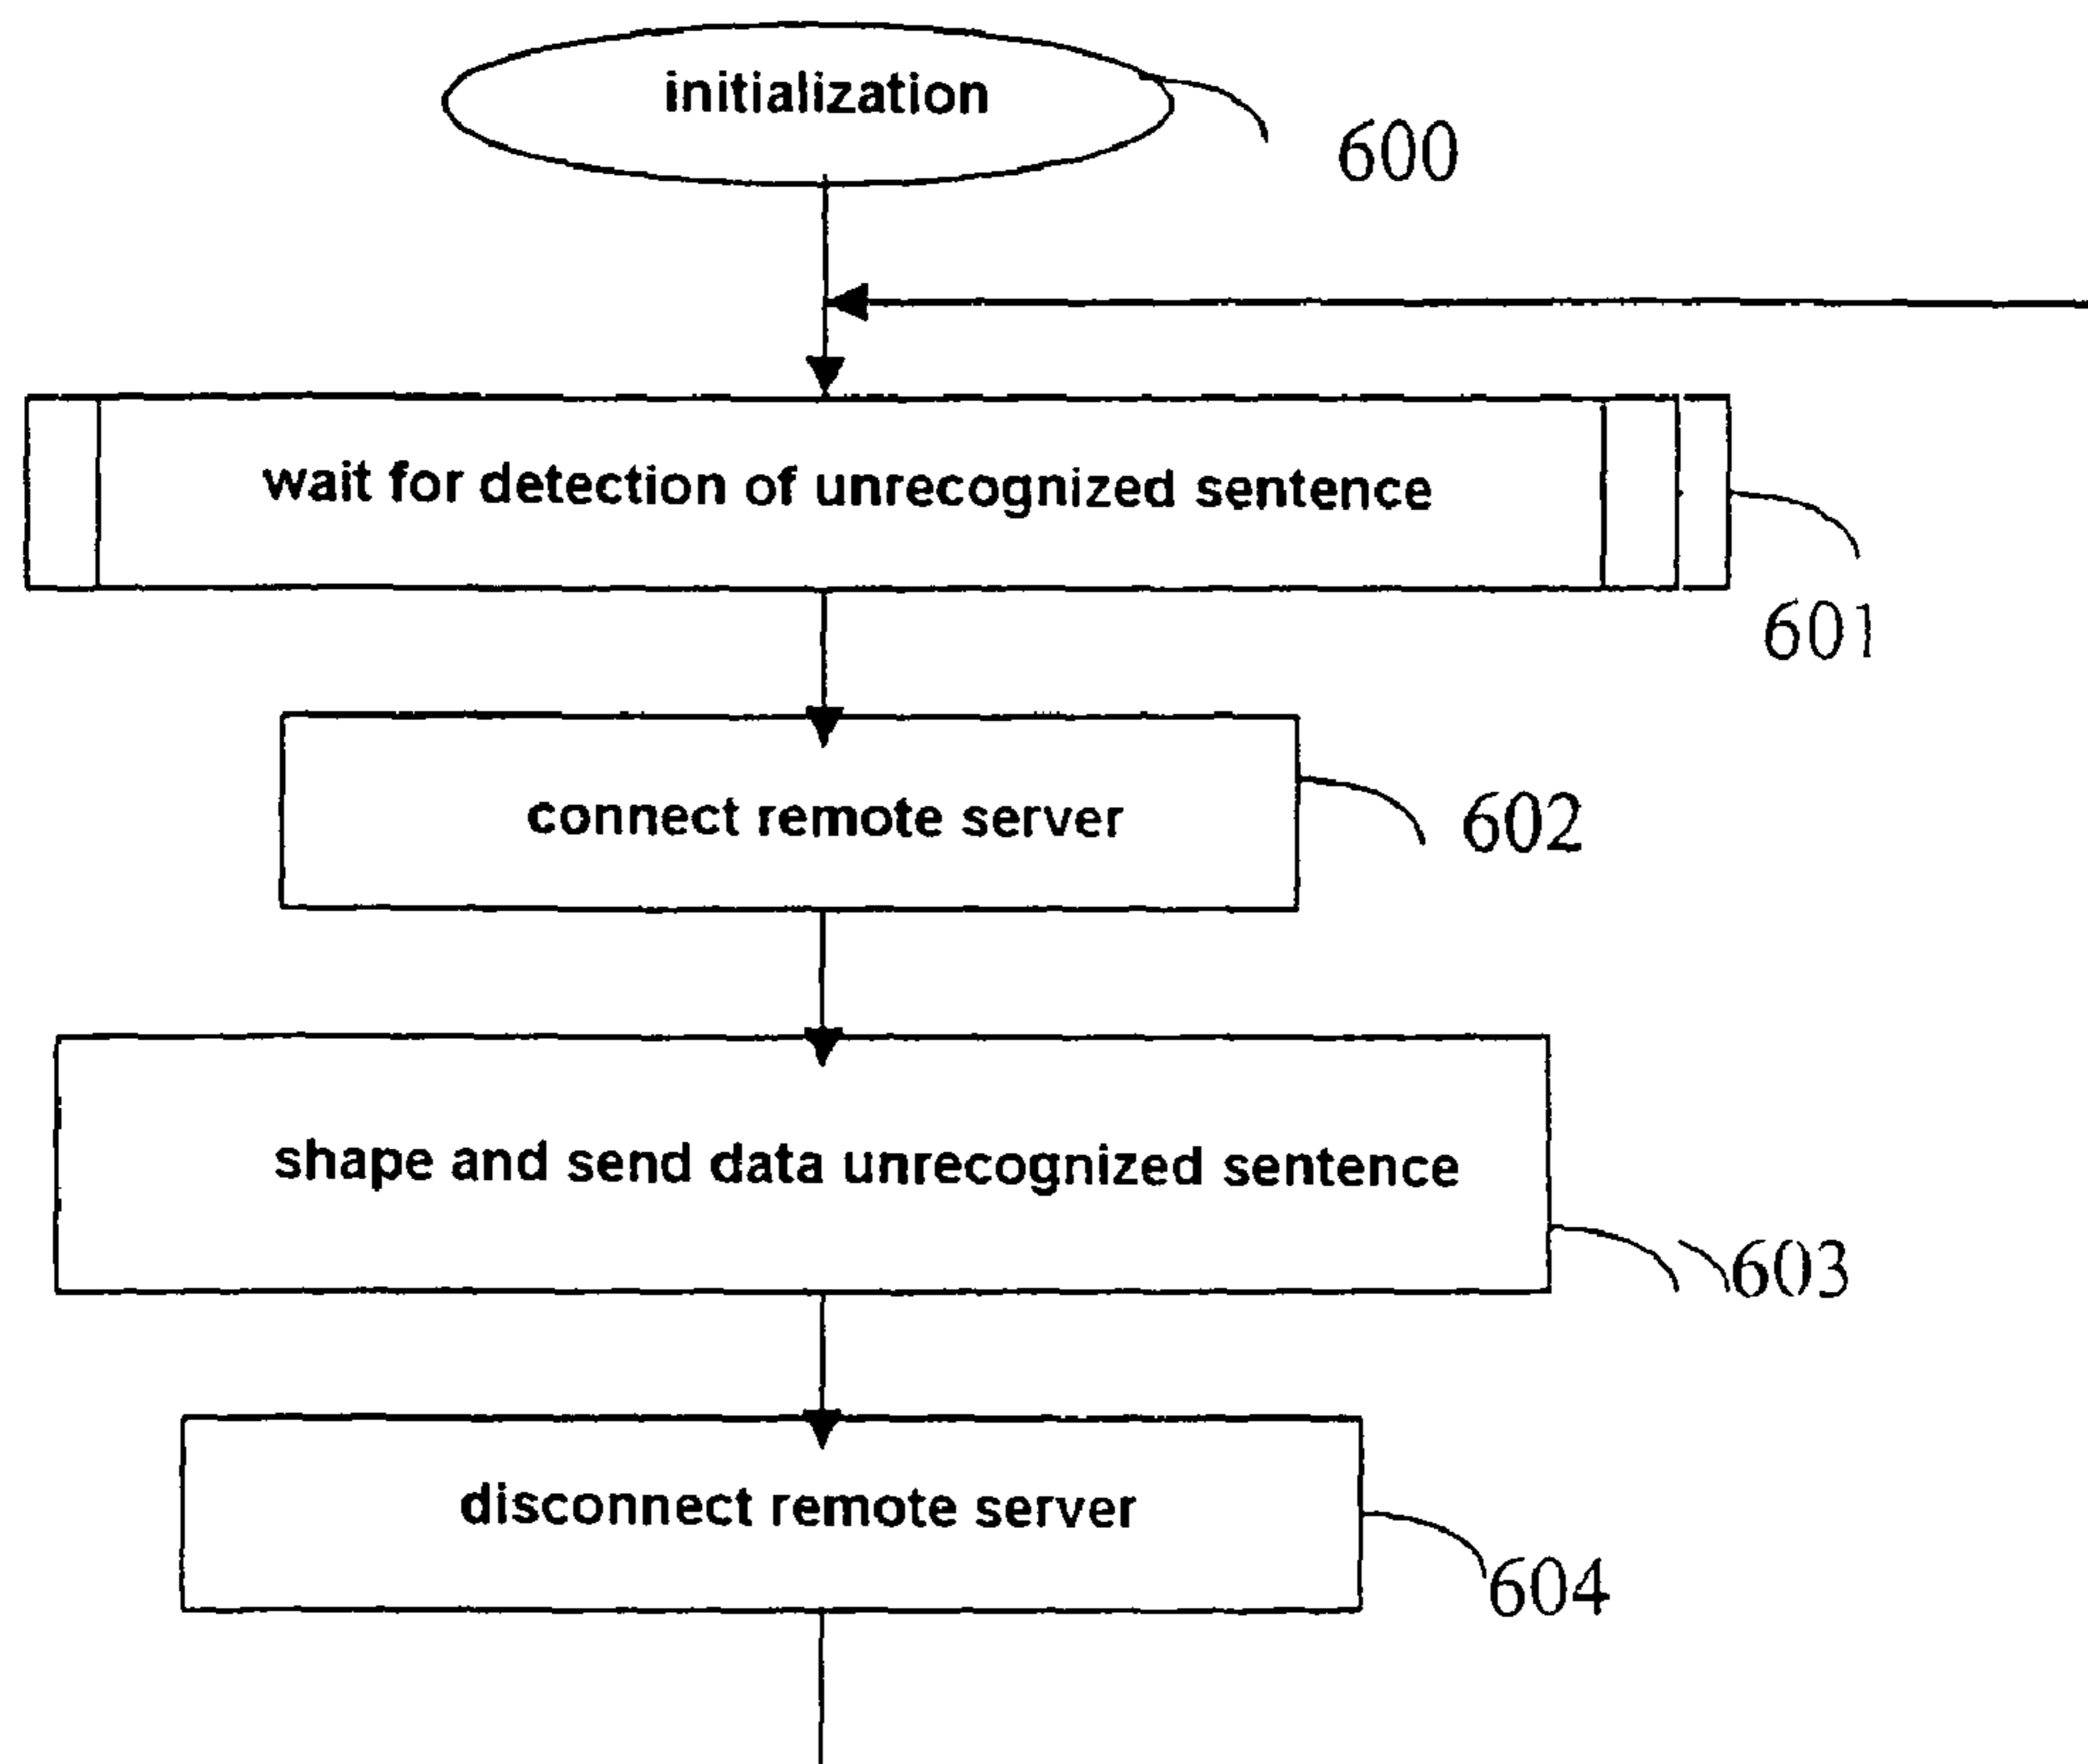 initialization
600
wait for detection of unrecognized sentence
601
connect remote server
602
shape and send data unrecognized sentence
603
disconnect remote server
604